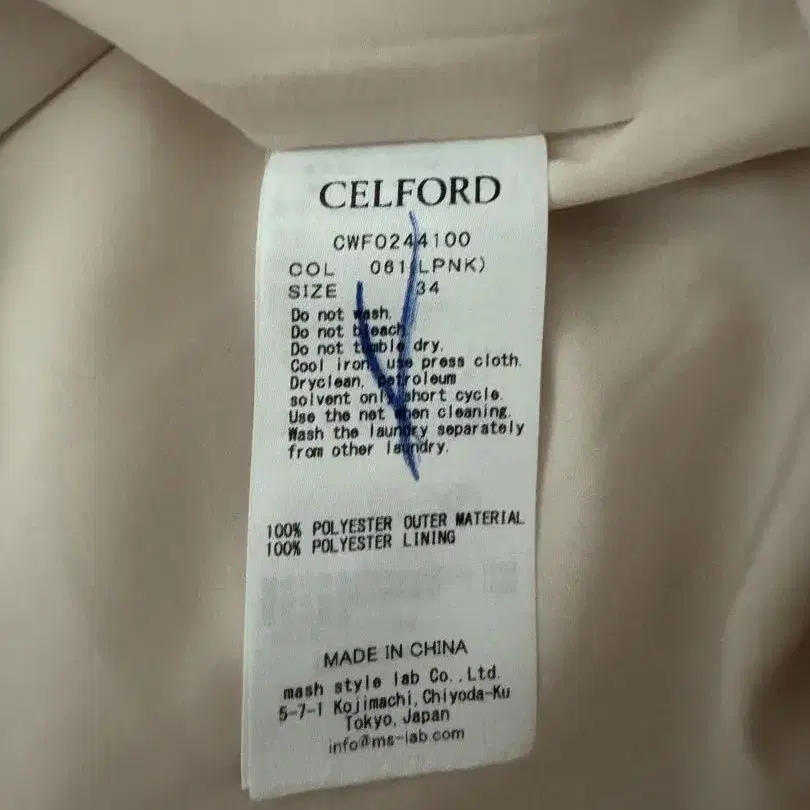 CELFORD
CWF0244100
COL 061(LPNK)
SIZE 34
Do not wash.
Do not bleach
Do not tumble dry.
Cool iron, use press cloth.
Dryclean, petroleum
solvent only short cycle.
Use the net when cleaning.
Wash the laundry separately
from other laundry.
100% POLYESTER OUTER MATERIAL
100% POLYESTER LINING
MADE IN CHINA
mash style lab Co.,Ltd.
5-7-1 Kojimachi,Chiyoda-Ku
Tokyo,Japan
info@ms-lab.com